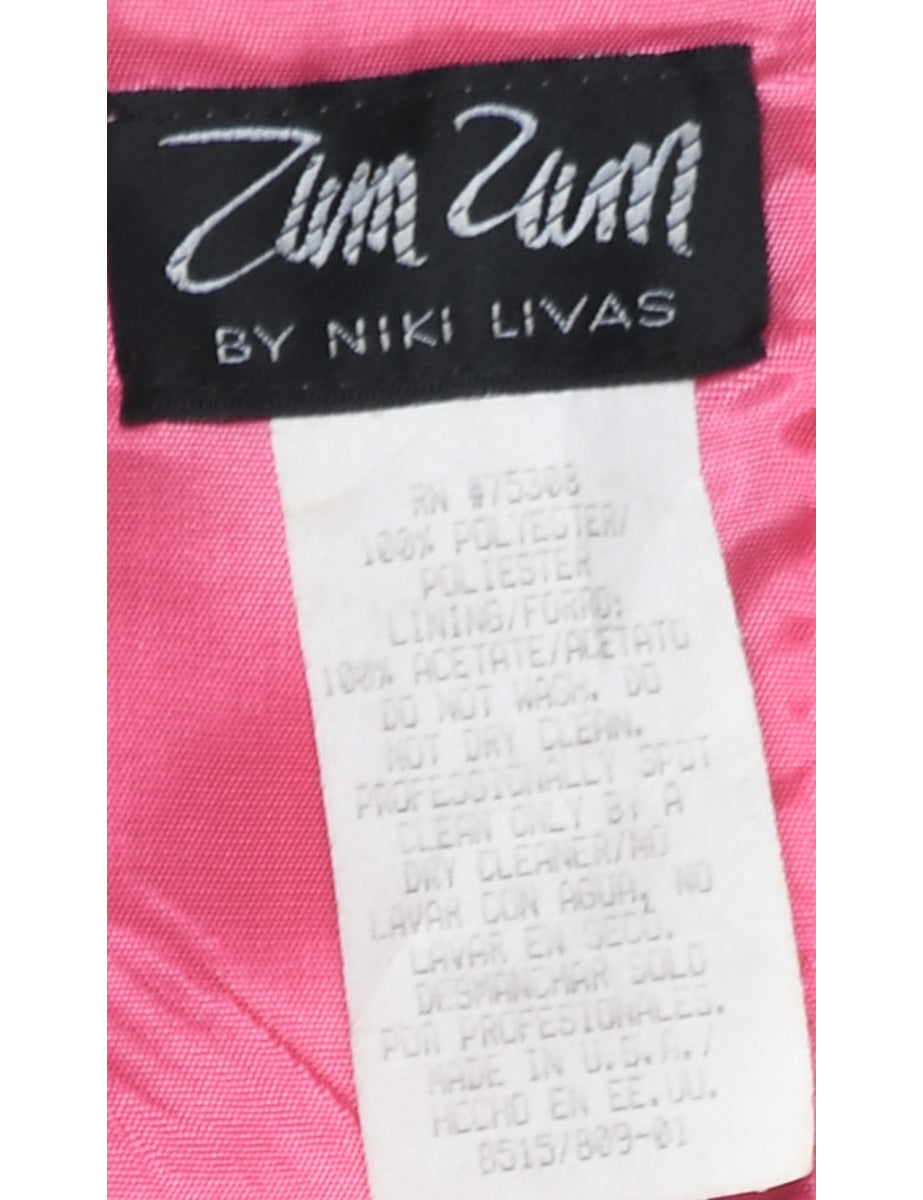 Zum Zum
BY NIKI LIVAS
RN #75308
100% POLYESTER/
POLIESTER
LINING/FORRO:
100% ACETATE/ACETATO
DO NOT WASH. DO
NOT DRY CLEAN.
PROFESSIONALLY SPOT
CLEAN ONLY BY A
DRY CLEANER/NO
LAVAR CON AGUA, NO
LAVAR EN SECO.
DESMANCHAR SOLO
POR PROFESIONALES.
MADE IN U.S.A./
HECHO EN EE.UU.
8515/809-01